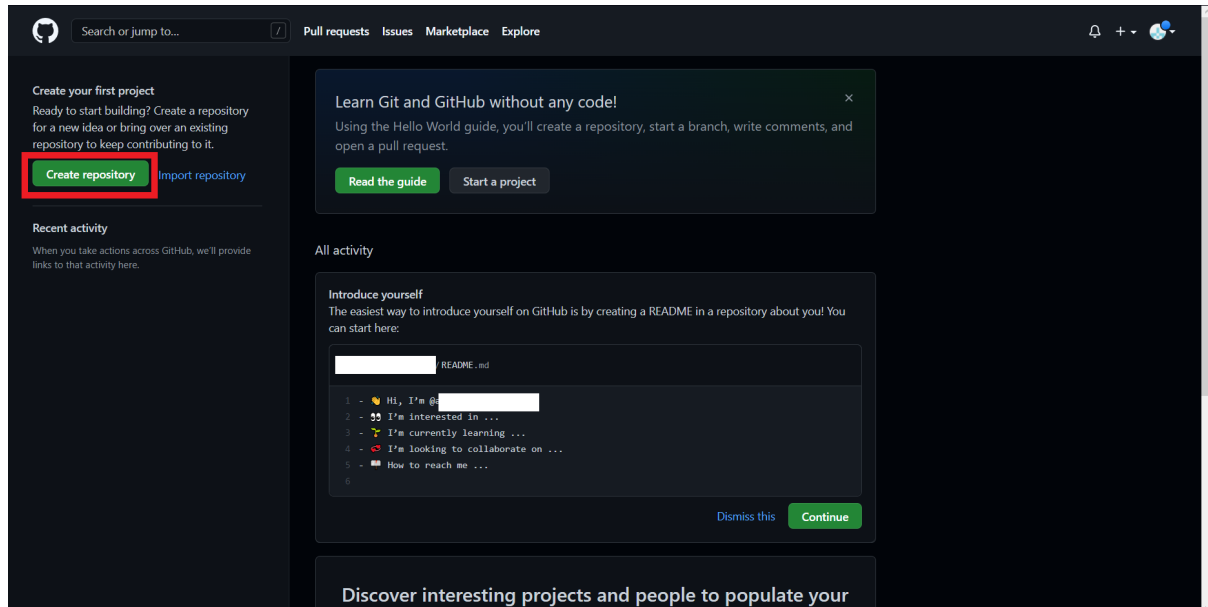 Search or jump to...
/
Pull requests Issues Marketplace Explore
Create your first project
Ready to start building? Create a repository
for a new idea or bring over an existing
repository to keep contributing to it.
Create repository Import repository
Recent activity
When you take actions across GitHub, we'll provide
links to that activity here.
Learn Git and GitHub without any code!
Using the Hello World guide, you'll create a repository, start a branch, write comments, and
open a pull request.
Read the guide Start a project
All activity
Introduce yourself
The easiest way to introduce yourself on GitHub is by creating a README in a repository about you! You
can start here:
/README.md
1 - 👋 Hi, I'm @a
2 - 👀 I'm interested in ...
3 - 🌱 I'm currently learning ...
4 - 💞️ I'm looking to collaborate on ...
5 - 📫 How to reach me ...
6
Dismiss this Continue
Discover interesting projects and people to populate your